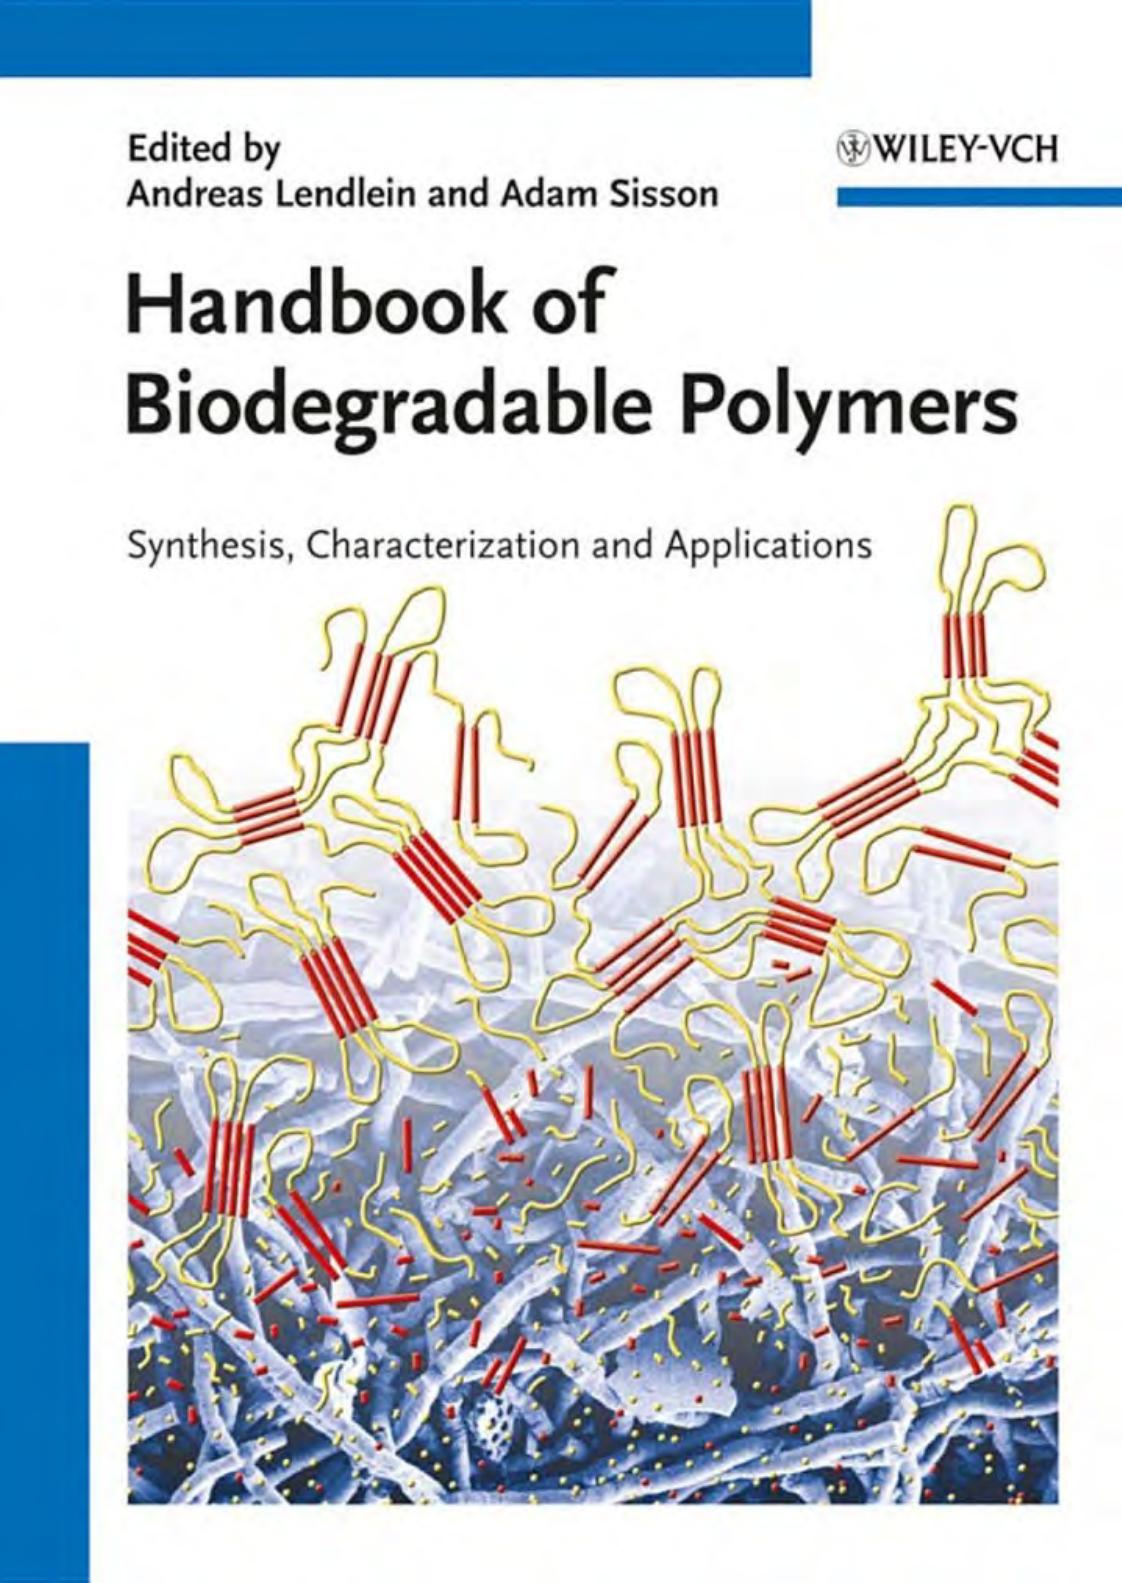 Edited by
Andreas Lendlein and Adam Sisson
WILEY-VCH
Handbook of
Biodegradable Polymers
Synthesis, Characterization and Applications